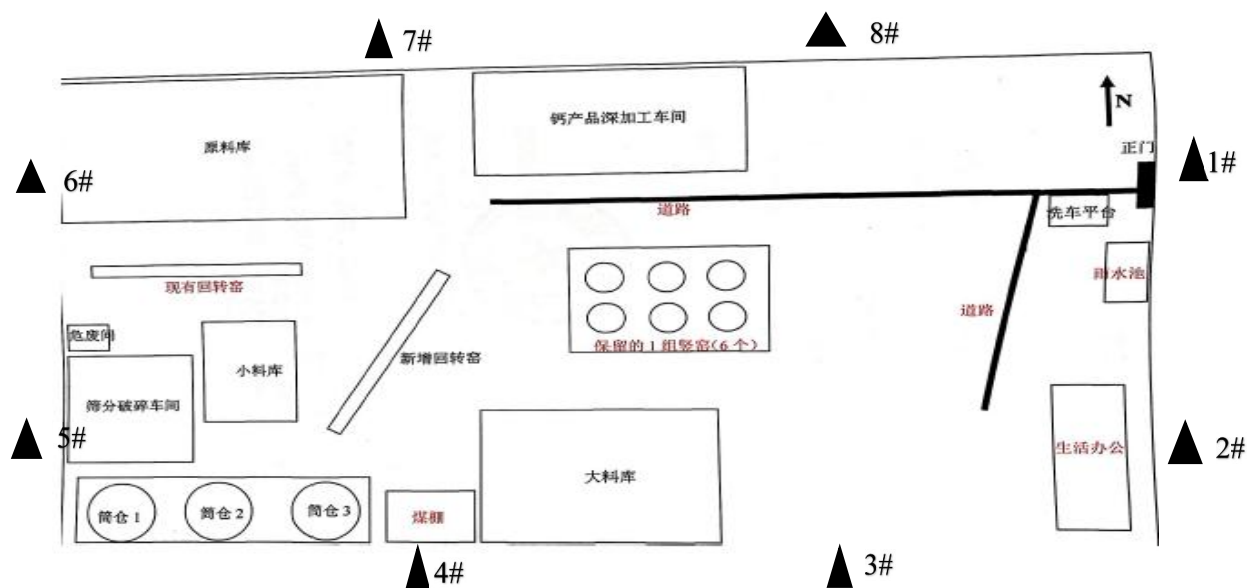 7#
8#
N
正门
1#
原料库
钙产品深加工车间
6#
道路
洗车平台
雨水池
现有回转窑
道路
危废间
小料库
新增回转窑
保留的1组竖窑(6个)
筛分破碎车间
5#
生活办公
2#
大料库
筒仓1
筒仓2
筒仓3
煤棚
4#
3#